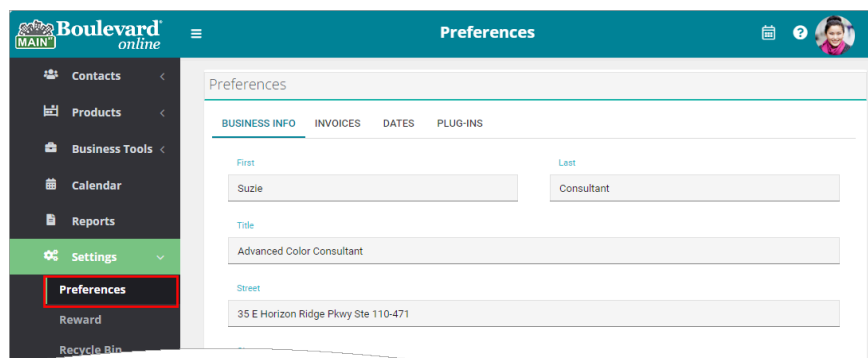 MAIN Boulevard online
Preferences
Contacts
Products
Business Tools
Calendar
Reports
Settings
Preferences
Reward
Recycle Bin
Preferences
BUSINESS INFO INVOICES DATES PLUG-INS
First Last
Suzie Consultant
Title
Advanced Color Consultant
Street
35 E Horizon Ridge Pkwy Ste 110-471